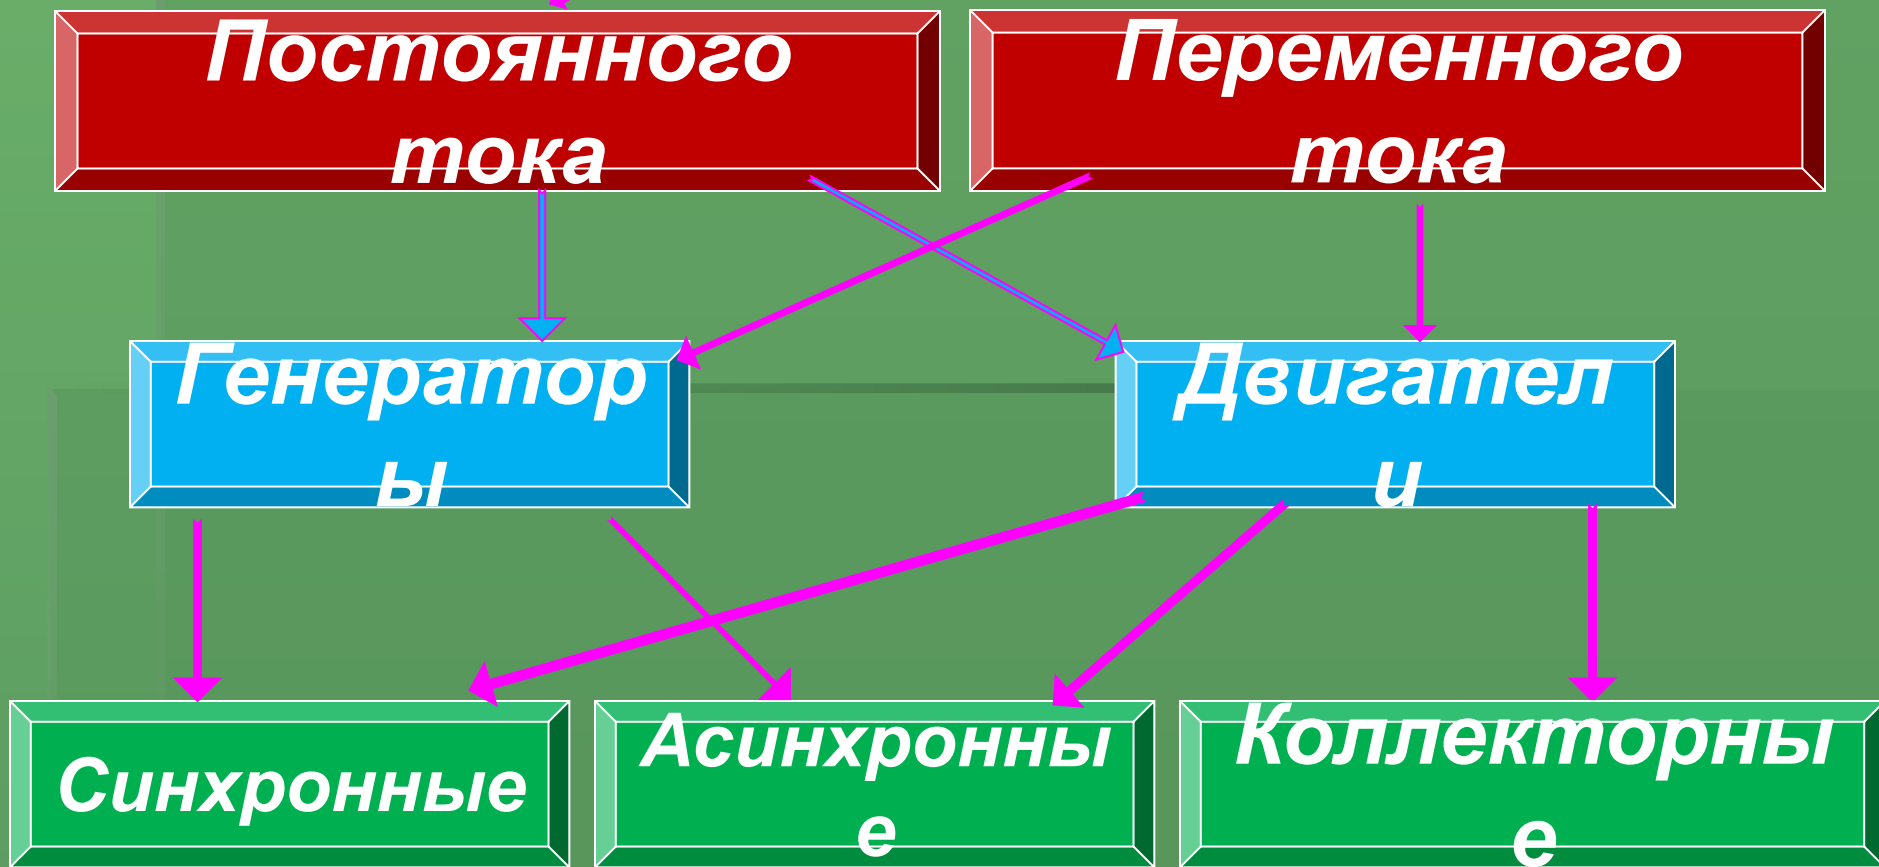 Постоянного
Переменного
тока
тока
Генератор
ы
Двигател
и
Синхронные
Асинхронны
е
Коллекторны
е